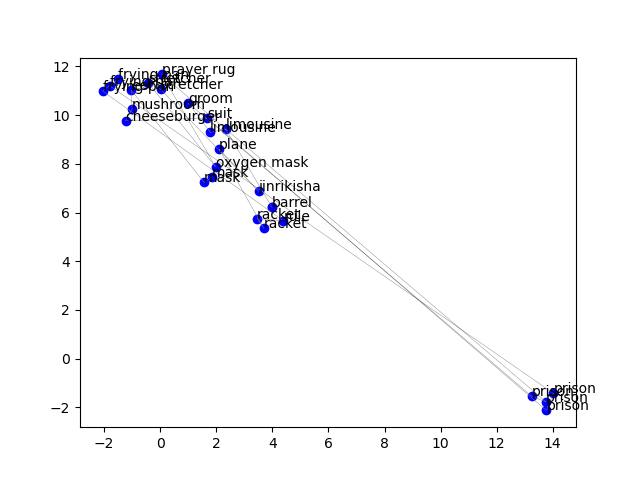 12
10
8
6
4
2
0
−2
prayer rug
frying pan
stretcher
stretcher
groom
mushroom
cheeseburger
suit
limousine
limousine
plane
oxygen mask
mask
mask
jinrikisha
barrel
racket
racket
prison
prison
prison
prison
−2
0
2
4
6
8
10
12
14